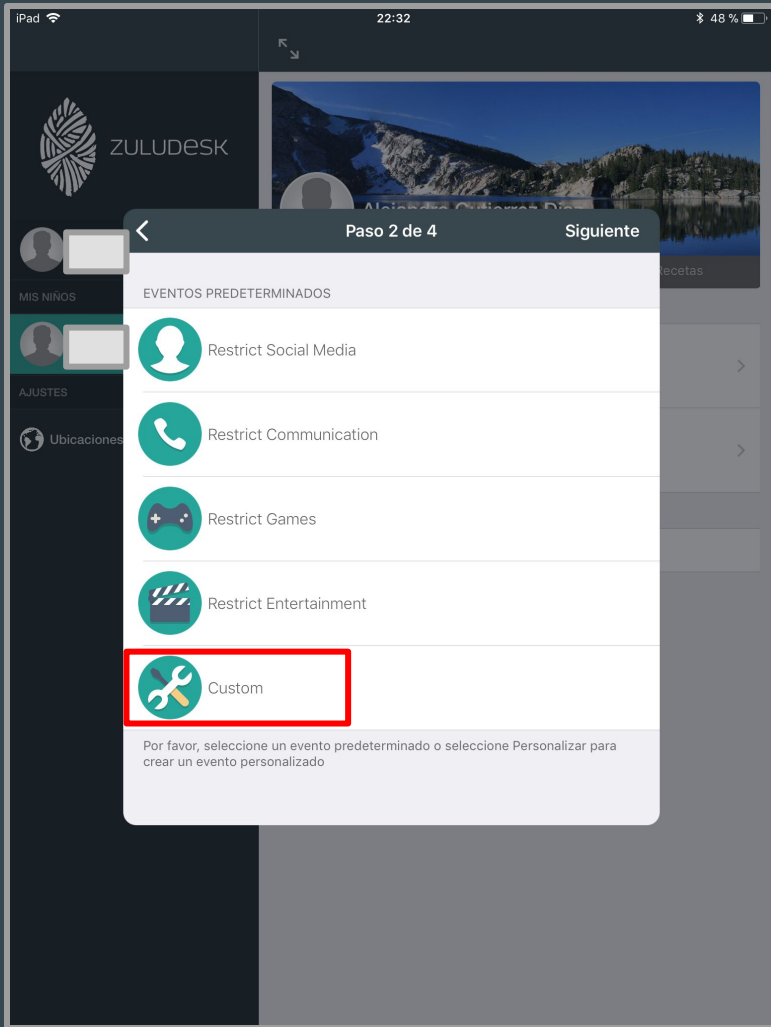 iPad 22:32 48 %
ZULUDESK
Paso 2 de 4 Siguiente
Recetas
MIS NIÑOS
EVENTOS PREDETERMINADOS
Restrict Social Media
AJUSTES
Restrict Communication
Ubicaciones
Restrict Games
Restrict Entertainment
Custom
Por favor, seleccione un evento predeterminado o seleccione Personalizar para
crear un evento personalizado